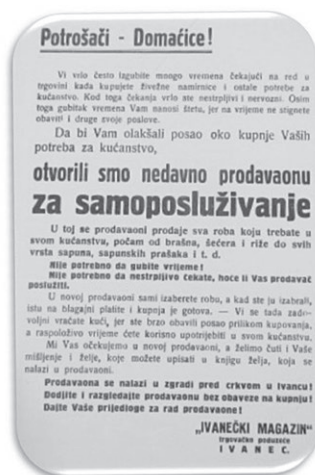 Potrošači - Domaćice!
Vi vrlo često izgubite mongo vremena čekajući na red u
trgovini kada kupujete živežne namirnice i ostale potrebe za
kućanstvo. Kod toga čekanja vrlo ste nestrpljivi i nervozni. Osim
toga gubitak vremena Vam nanosi štetu, jer na vrijeme ne stignete
obaviti i druge svoje poslove.
Da bi Vam olakšali posao oko kupnje Vaših
potreba za kućanstvo,
otvorili smo nedavno prodavaonu
za samoposluživanje
U toj se prodavaoni prodaje sva roba koju trebate u
svom kućanstvu, počam od brašna, šećera i riže do svih
vrsta sapuna, sapunskih prašaka i t. d.
Nije potrebno da gubite vrijeme!
Nije potrebno da nestrpljivo čekate, hoće li Vas prodavač
poslužiti.
U novoj prodavaoni sami izaberete robu, a kad ste ju izabrali,
istu na blagajni platite i kupnja je gotova. — Vi se tada zado-
voljni vraćate kući, jer ste brzo obavili posao prilikom kupovanja,
a raspoloživo vrijeme ćete korisno upotrijebiti u svom kućanstvu.
Mi Vas očekujemo u novoj prodavaoni, a želimo čuti i Vaše
mišljenje i želje, koje možete upisati u knjigu želja, koja se
nalazi u prodavaoni.
Prodavaona se nalazi u zgradi pred crkvom u Ivancu!
Dodjite i razgledajte prodavaonu bez obaveze na kupnju!
Dajte Vaše prijedloge za rad prodavaone!
„IVANEČKI MAGAZIN"
trgovačko poduzeće
IVANEC.